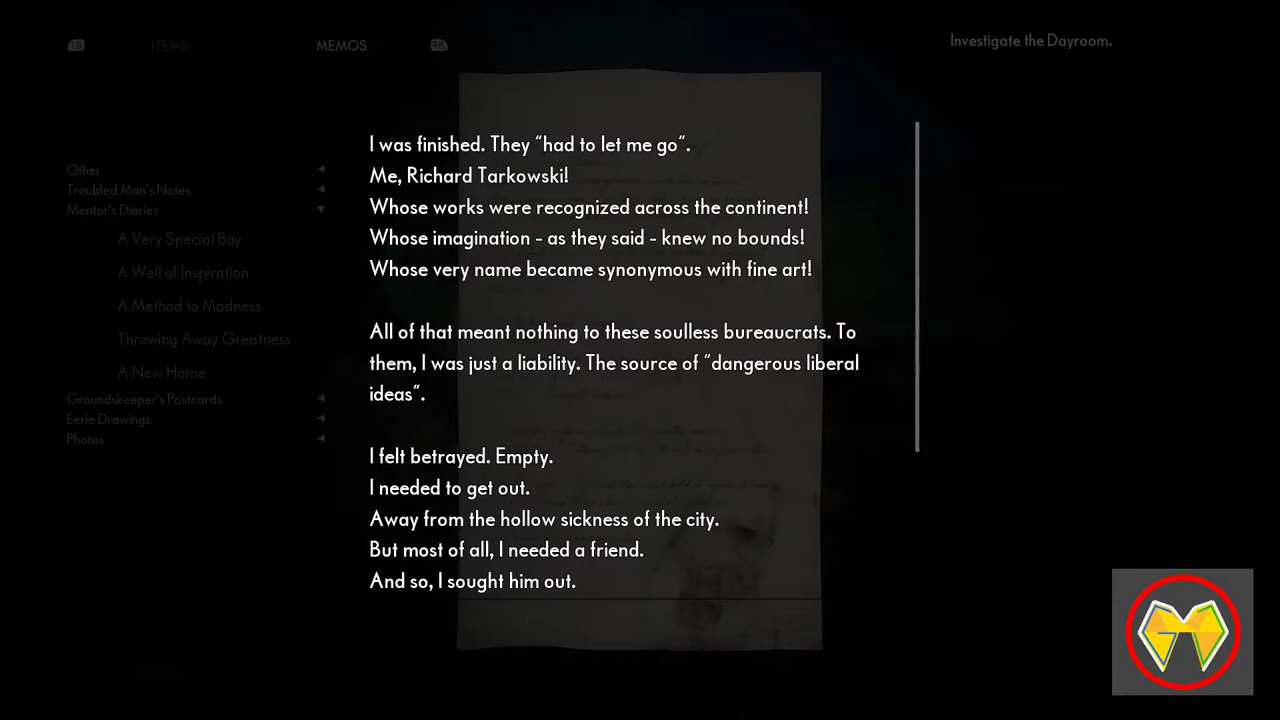 LB ITEMS MEMOS RB
Investigate the Dayroom.
Other
Troubled Man's Notes
Mentor's Diaries
A Very Special Boy
A Well of Inspiration
A Method to Madness
Throwing Away Greatness
A New Home
Groundskeeper's Postcards
Eerie Drawings
Photos
I was finished. They “had to let me go”.
Me, Richard Tarkowski!
Whose works were recognized across the continent!
Whose imagination - as they said - knew no bounds!
Whose very name became synonymous with fine art!
All of that meant nothing to these soulless bureaucrats. To
them, I was just a liability. The source of “dangerous liberal
ideas”.
I felt betrayed. Empty.
I needed to get out.
Away from the hollow sickness of the city.
But most of all, I needed a friend.
And so, I sought him out.